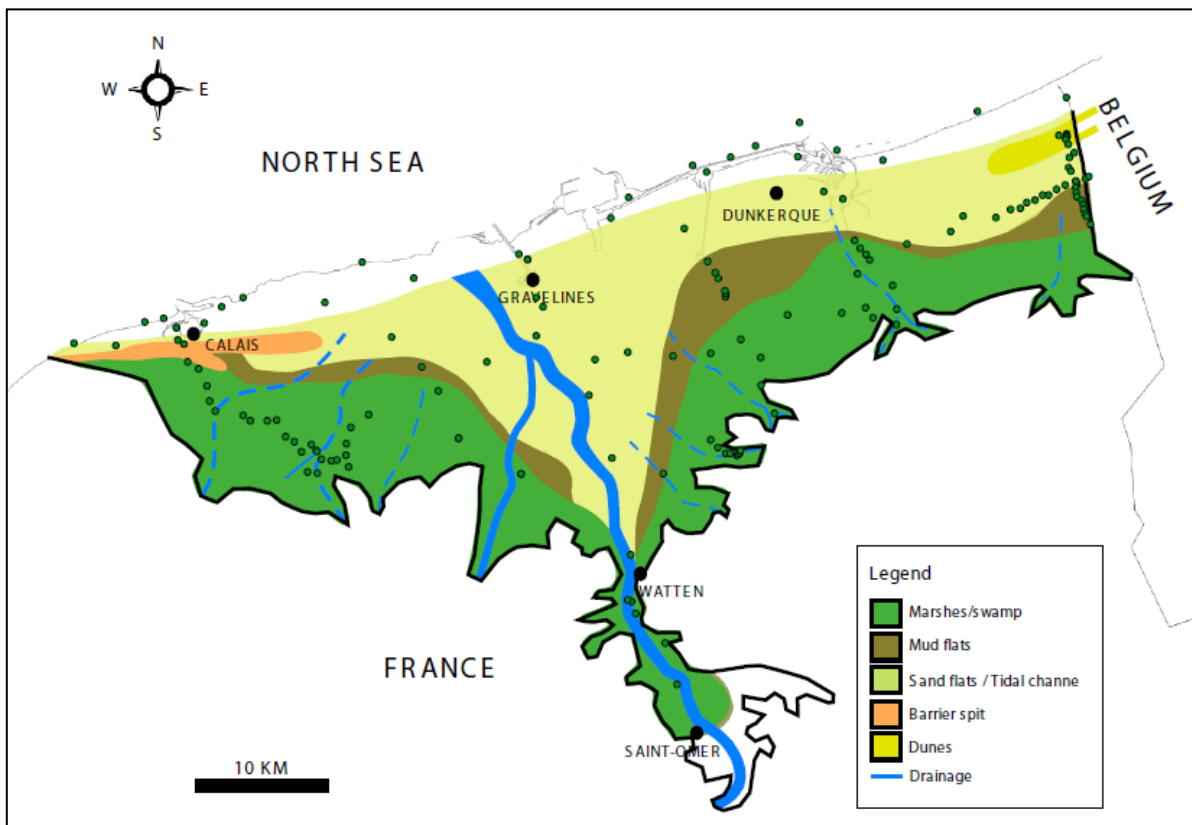 N
W E
S
NORTH SEA
BELGIUM
DUNKERQUE
GRAVELINES
CALAIS
WATTEN
FRANCE
SAINT-OMER
10 KM
Legend
Marshes/swamp
Mud flats
Sand flats / Tidal channe
Barrier spit
Dunes
Drainage